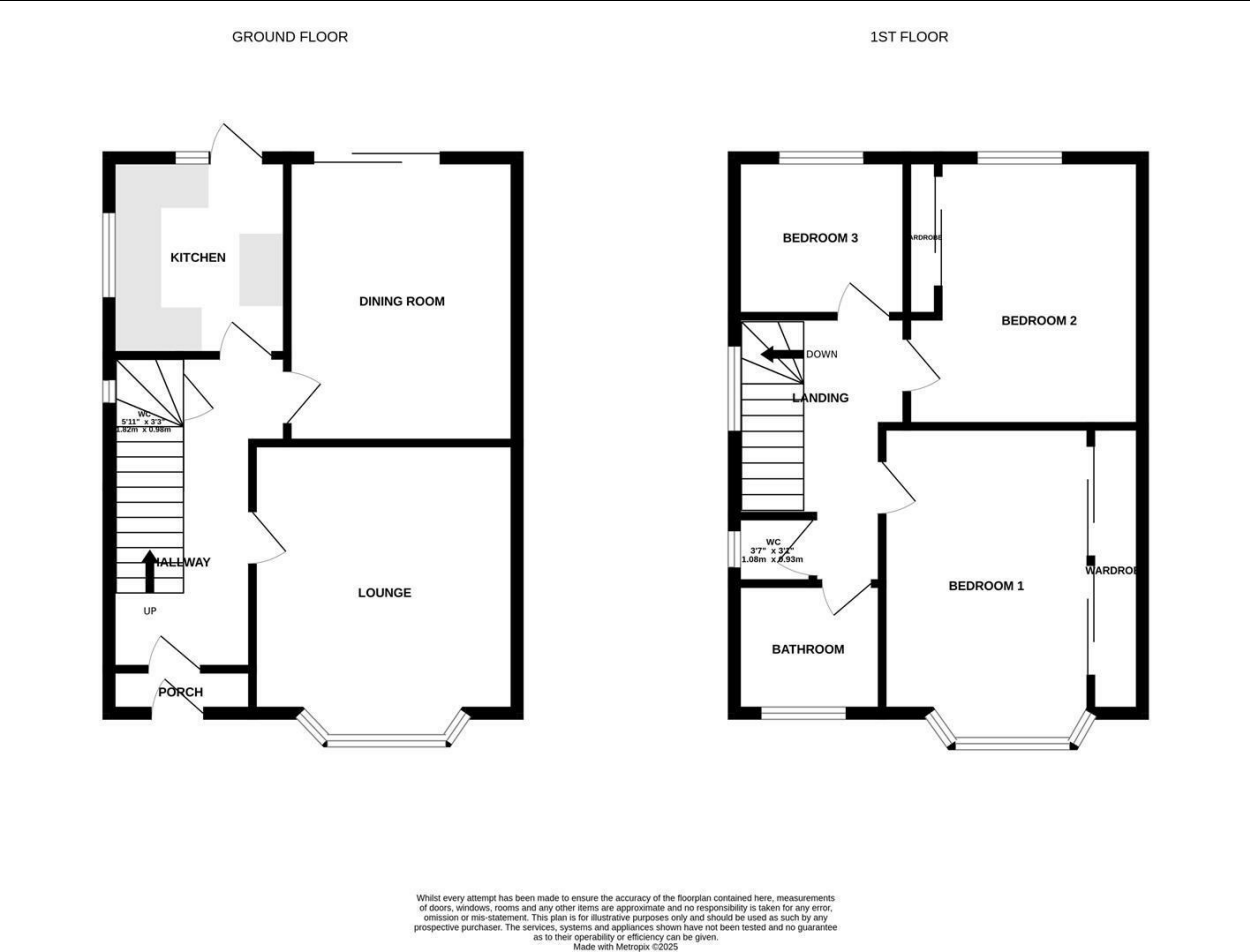 GROUND FLOOR
1ST FLOOR
KITCHEN
DINING ROOM
WC
5'11" x 3'3"
1.82m x 0.98m
HALLWAY
UP
LOUNGE
PORCH
BEDROOM 3
WARDROBE
BEDROOM 2
DOWN
LANDING
WC
3'7" x 3'1"
1.08m x 0.93m
BEDROOM 1
WARDROBE
BATHROOM
Whilst every attempt has been made to ensure the accuracy of the floorplan contained here, measurements
of doors, windows, rooms and any other items are approximate and no responsibility is taken for any error,
omission or mis-statement. This plan is for illustrative purposes only and should be used as such by any
prospective purchaser. The services, systems and appliances shown have not been tested and no guarantee
as to their operability or efficiency can be given.
Made with Metropix ©2025